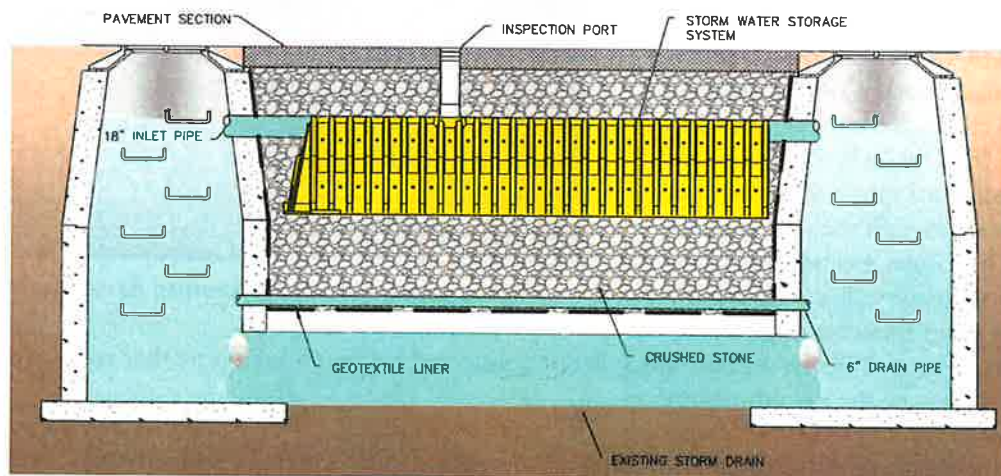 PAVEMENT SECTION
INSPECTION PORT
STORM WATER STORAGE
SYSTEM
18" INLET PIPE
GEOTEXTILE LINER
CRUSHED STONE
6" DRAIN PIPE
EXISTING STORM DRAIN